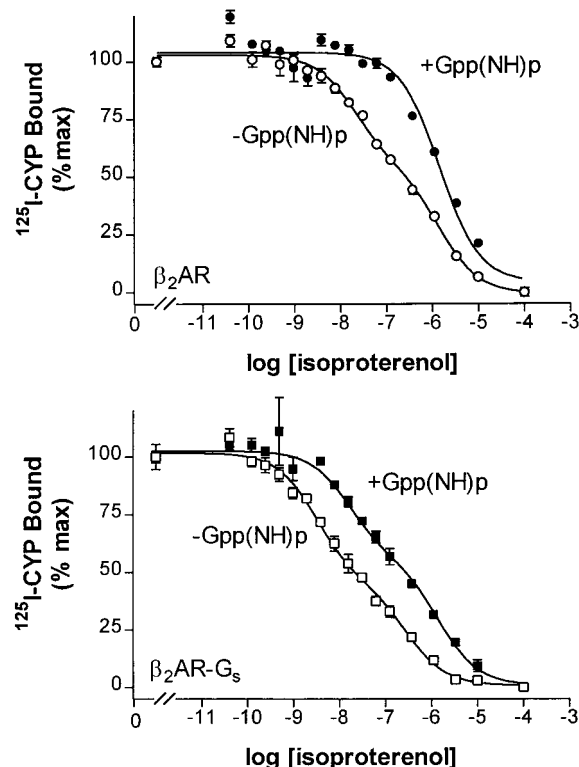 ¹²⁵I-CYP Bound
(%max)
100
75
50
25
0
+Gpp(NH)p
-Gpp(NH)p
β₂AR
0 -11 -10 -9 -8 -7 -6 -5 -4 -3
log [isoproterenol]
¹²⁵I-CYP Bound
(% max)
100
75
50
25
0
+Gpp(NH)p
-Gpp(NH)p
β₂AR-Gₛ
0 -11 -10 -9 -8 -7 -6 -5 -4 -3
log [isoproterenol]